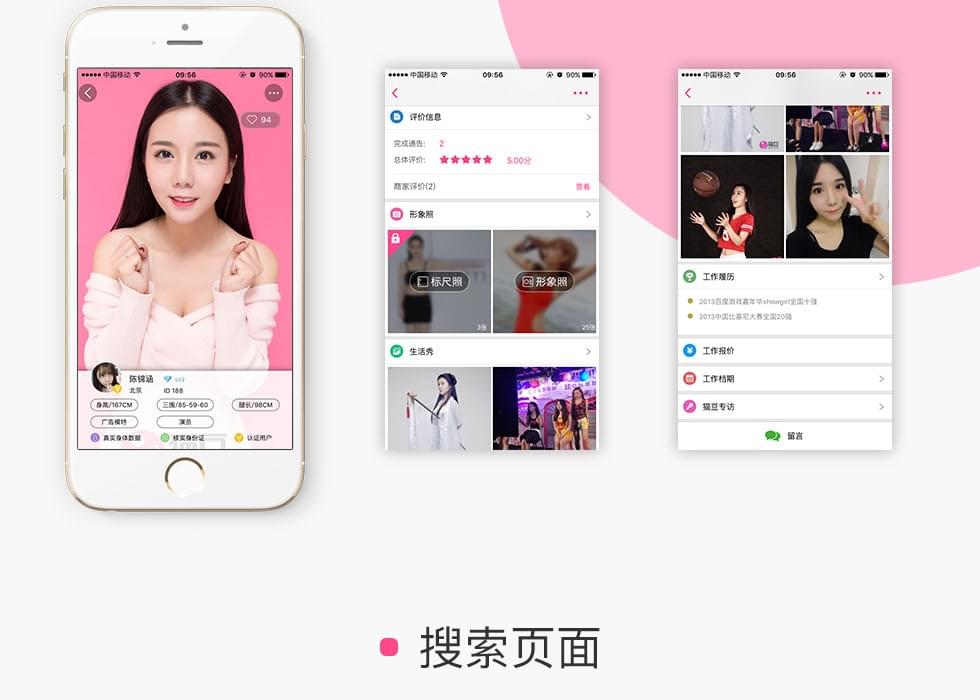 中国移动 09:56 90%
94
陈锦涵 LV2
北京 ID 188
身高/167CM 三围/85-59-60 腿长/98CM
广告模特 演员
真实身体数据 核实身份证 认证用户
中国移动 09:56 90%
评价信息
完成通告: 2
总体评价: 5.00分
商家评价(2) 查看
形象照
标尺照 形象照
3张 25张
生活秀
中国移动 09:56 90%
工作履历
2013百度游戏嘉年华showgirl全国十强
2013中国比基尼大赛全国20强
工作报价
工作档期
猫豆专访
留言
搜索页面